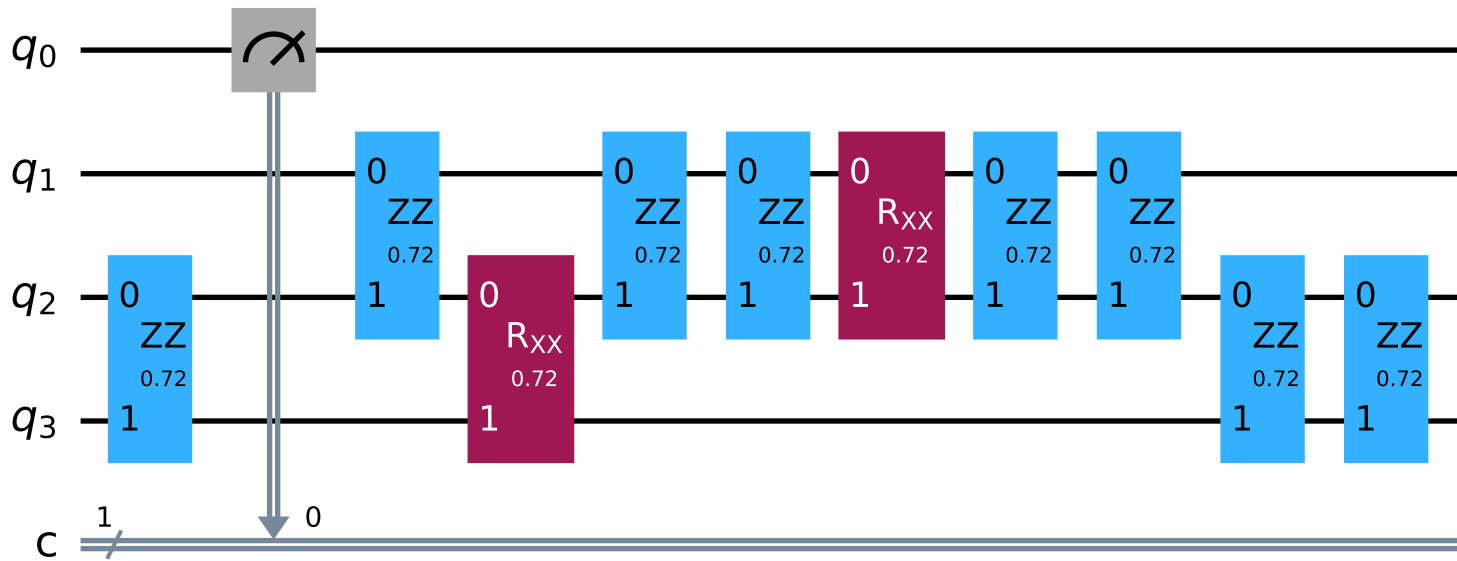 q0
q1
0 0 0 0 0 0
ZZ ZZ ZZ RXX ZZ ZZ
0.72 0.72 0.72 0.72 0.72 0.72
1 1 1 1 1 1
q2
0 0 0 0
ZZ RXX ZZ ZZ
0.72 0.72 0.72 0.72
1 1 1 1
q3
1 0
c